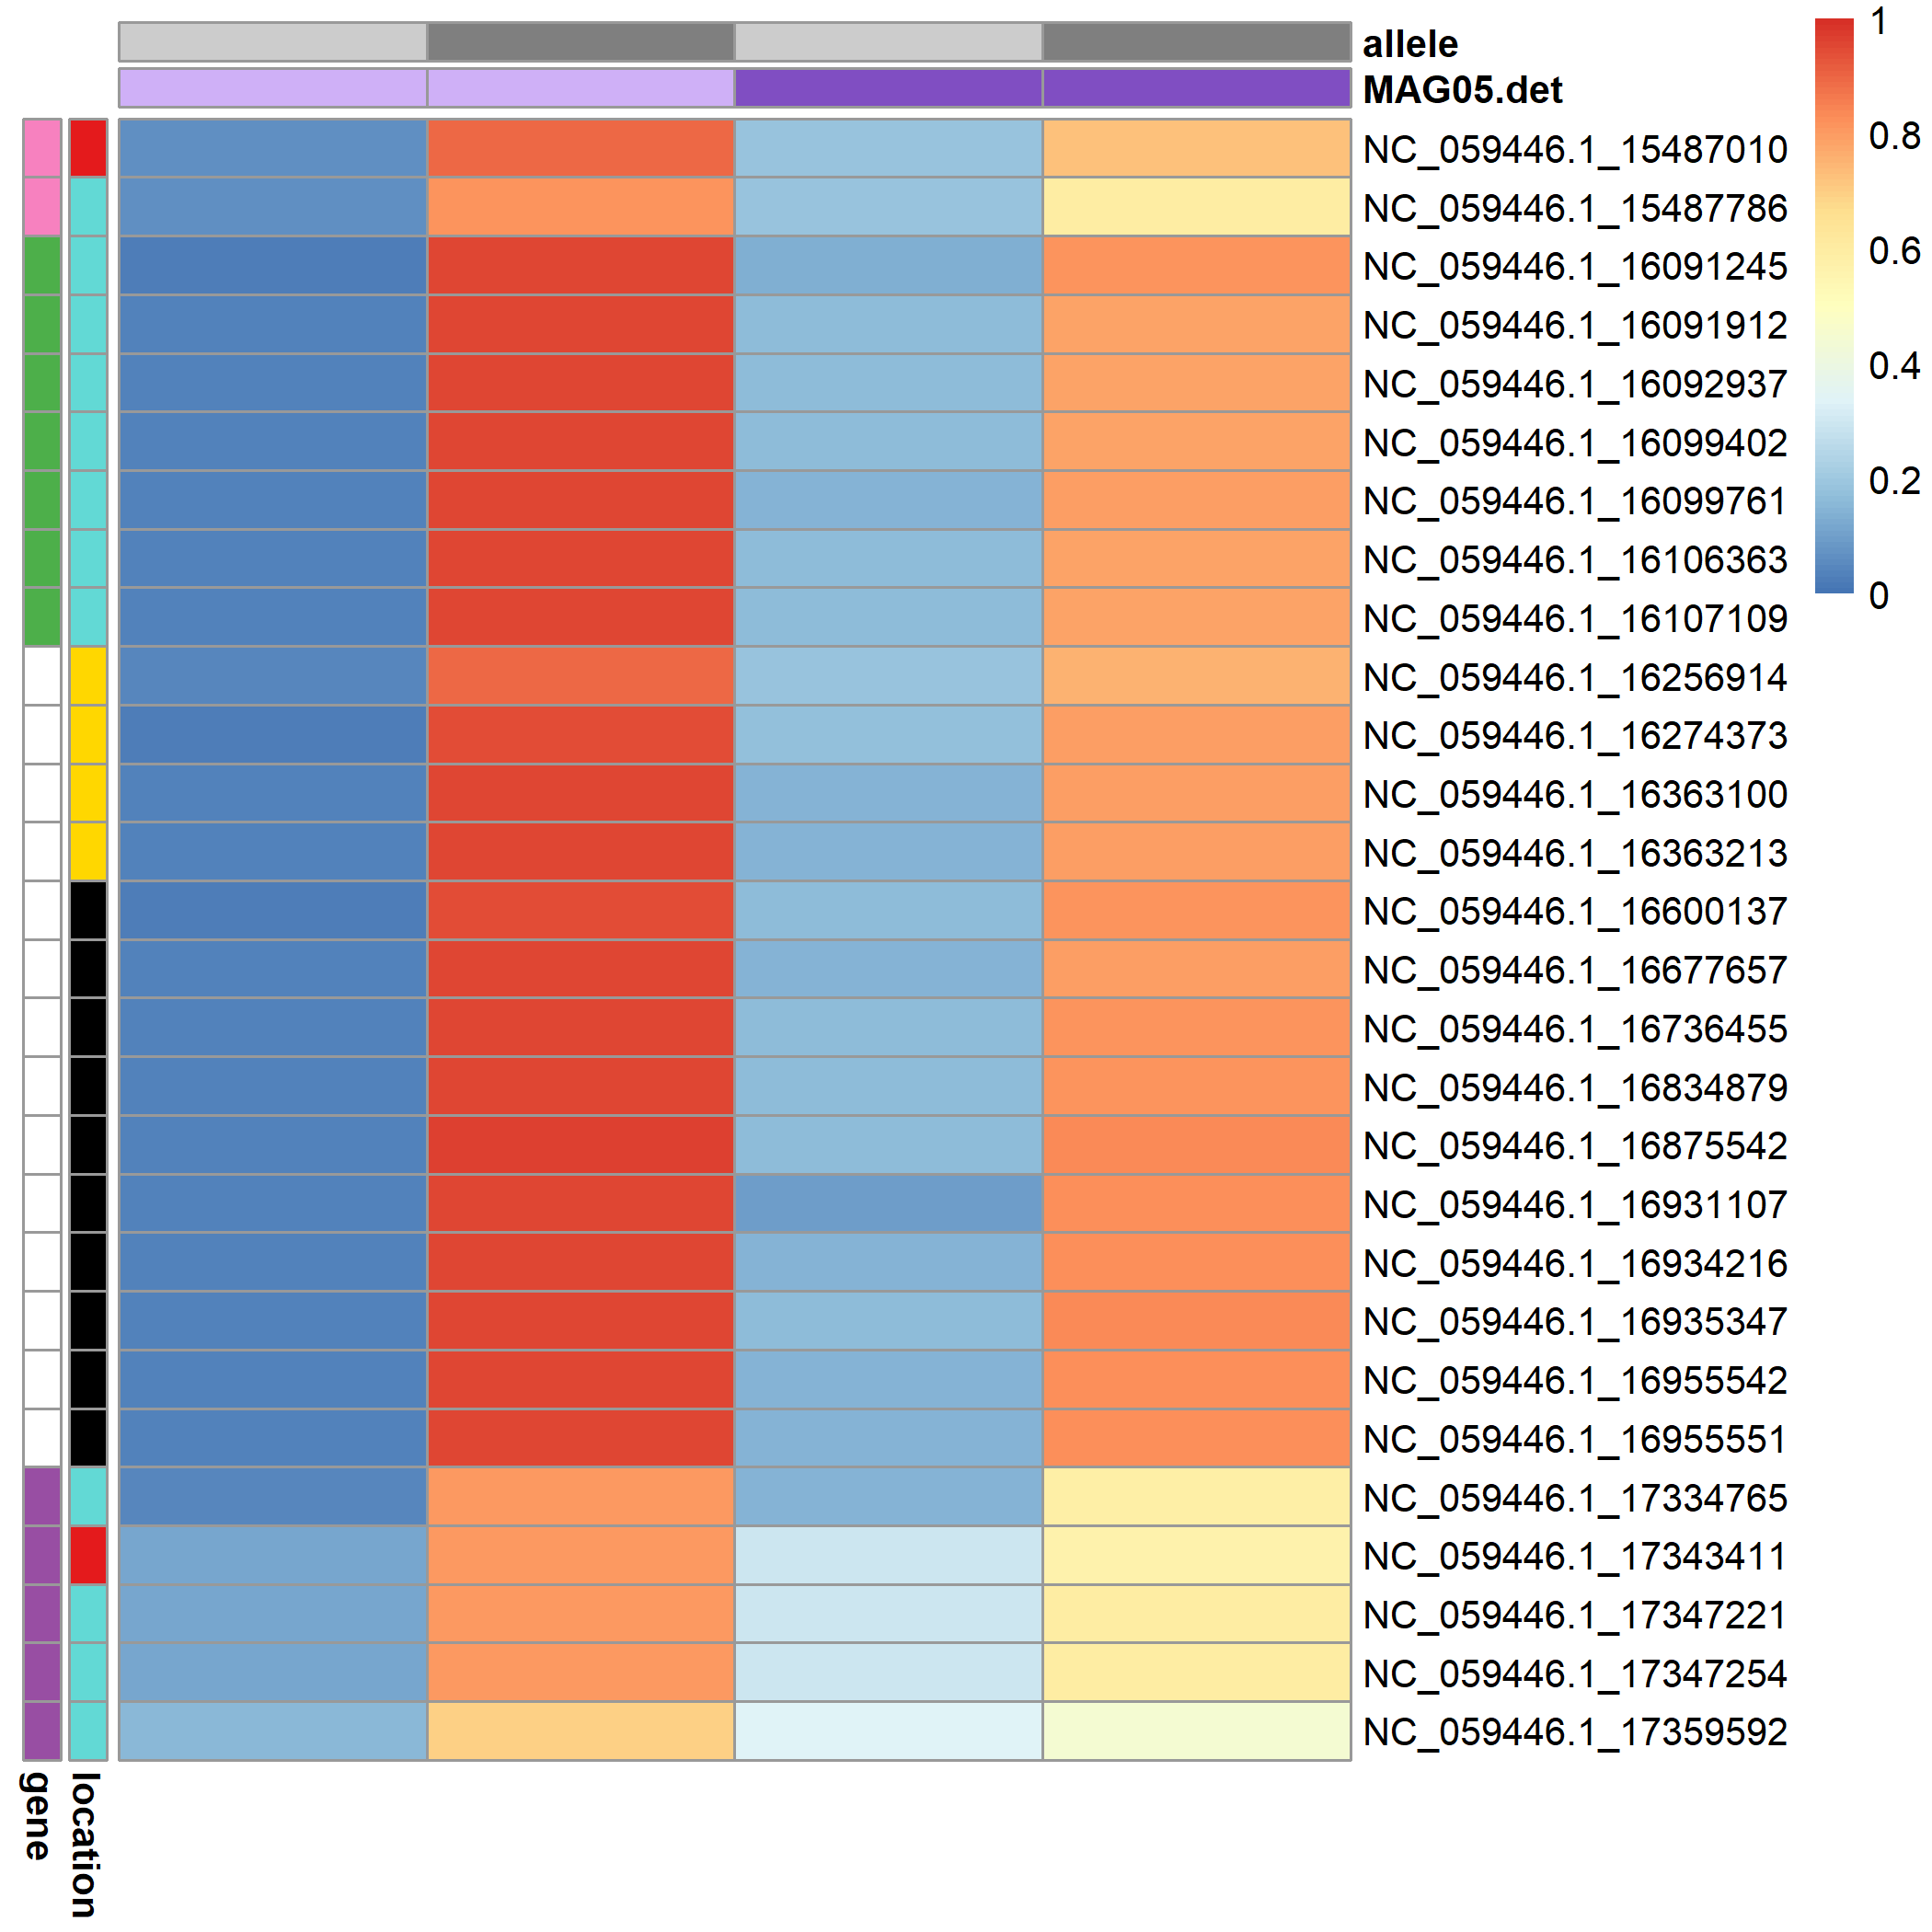 allele
MAG05.det
NC_059446.1_15487010
NC_059446.1_15487786
NC_059446.1_16091245
NC_059446.1_16091912
NC_059446.1_16092937
NC_059446.1_16099402
NC_059446.1_16099761
NC_059446.1_16106363
NC_059446.1_16107109
NC_059446.1_16256914
NC_059446.1_16274373
NC_059446.1_16363100
NC_059446.1_16363213
NC_059446.1_16600137
NC_059446.1_16677657
NC_059446.1_16736455
NC_059446.1_16834879
NC_059446.1_16875542
NC_059446.1_16931107
NC_059446.1_16934216
NC_059446.1_16935347
NC_059446.1_16955542
NC_059446.1_16955551
NC_059446.1_17334765
NC_059446.1_17343411
NC_059446.1_17347221
NC_059446.1_17347254
NC_059446.1_17359592
1
0.8
0.6
0.4
0.2
0
gene
location